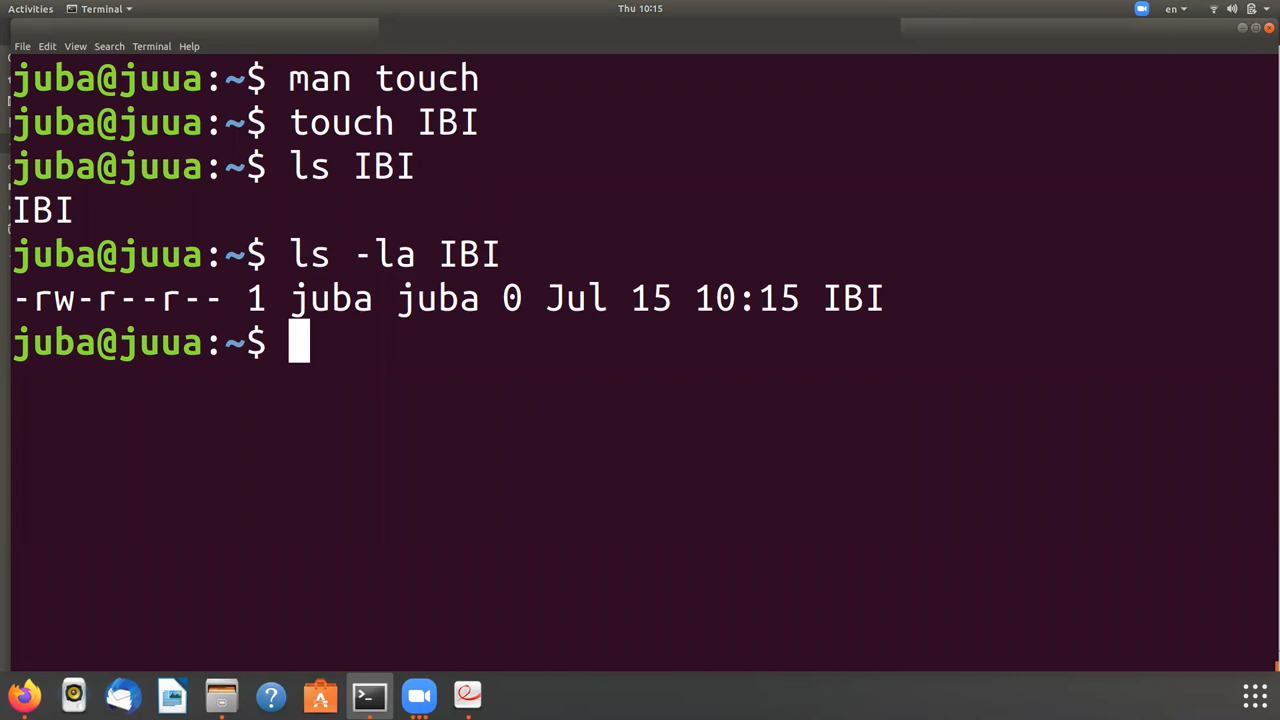 Activities Terminal Thu 10:15 en
File Edit View Search Terminal Help
juba@juua:~$ man touch
juba@juua:~$ touch IBI
juba@juua:~$ ls IBI
IBI
juba@juua:~$ ls -la IBI
-rw-r--r-- 1 juba juba 0 Jul 15 10:15 IBI
juba@juua:~$